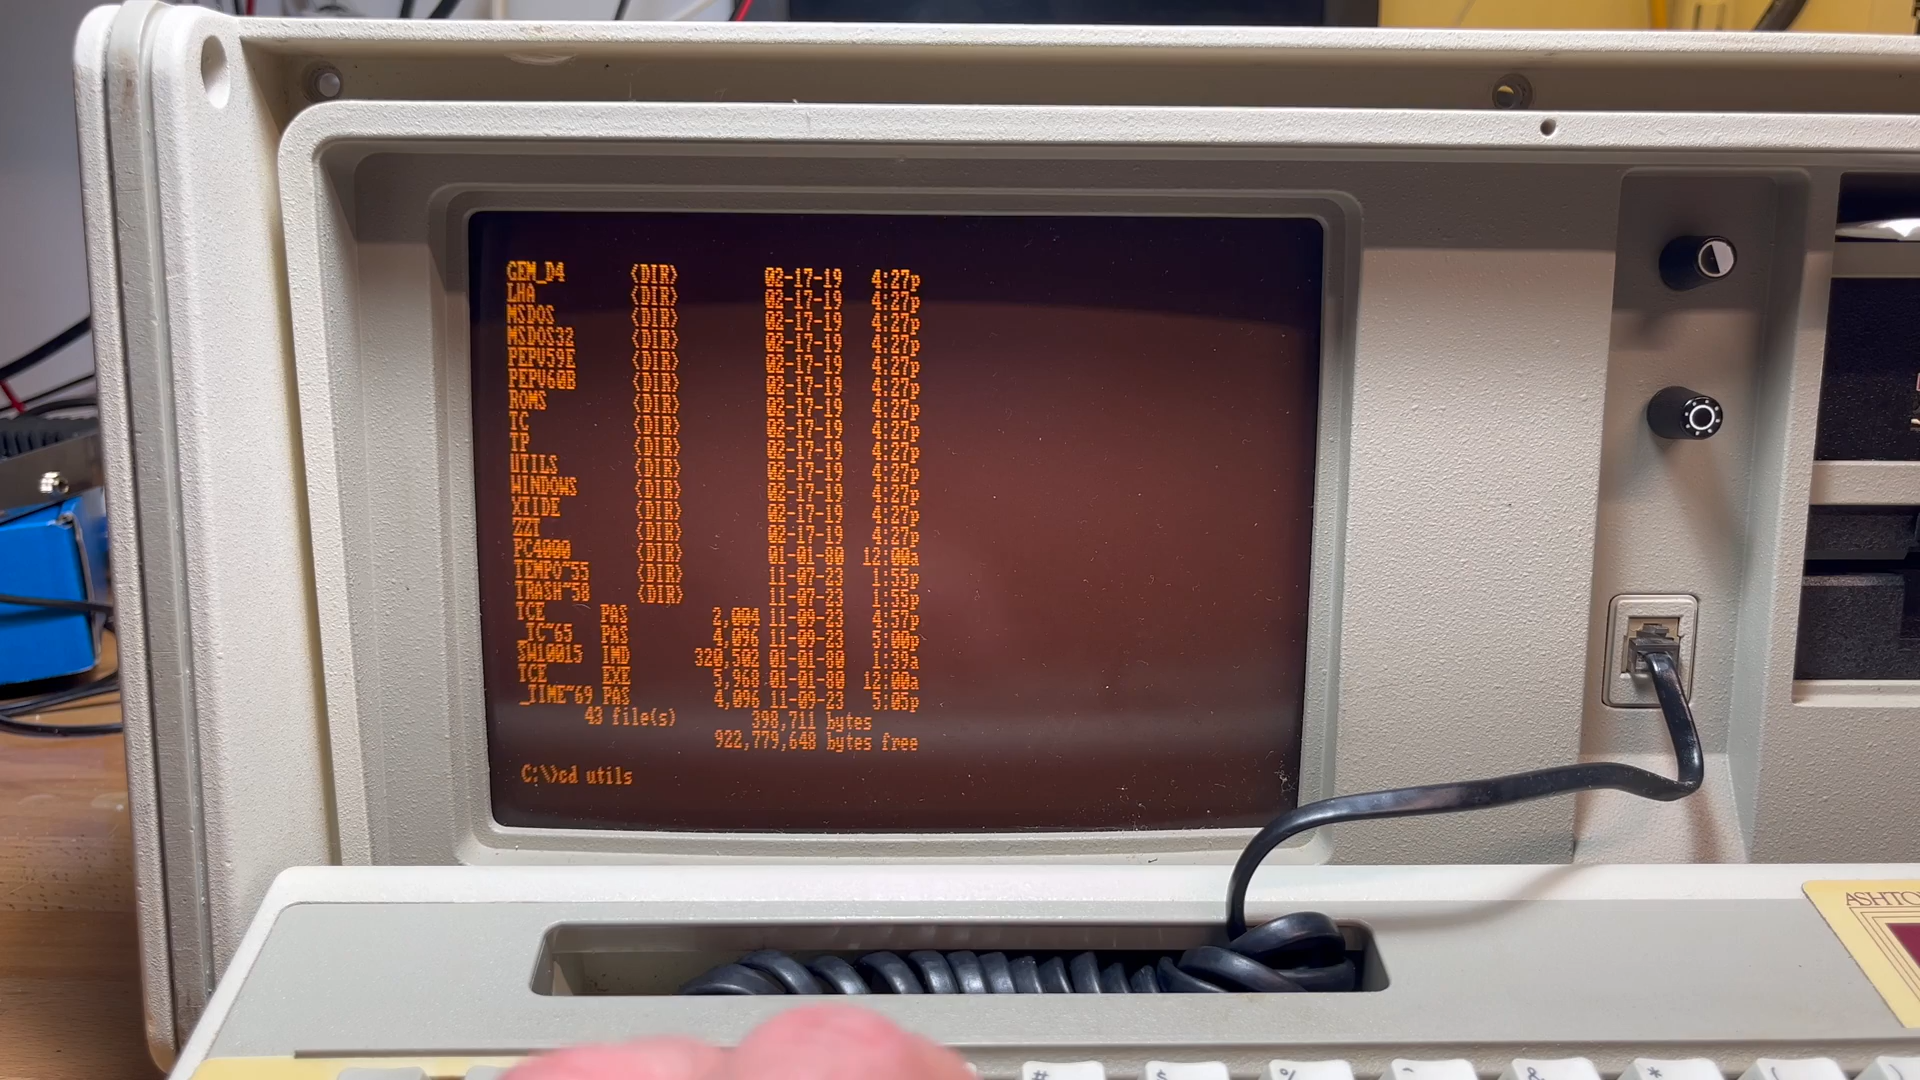 GEM_D4 <DIR> 02-17-19 4:27p
LHA <DIR> 02-17-19 4:27p
MSDOS <DIR> 02-17-19 4:27p
MSDOS32 <DIR> 02-17-19 4:27p
PEPV59E <DIR> 02-17-19 4:27p
PEPV60B <DIR> 02-17-19 4:27p
ROMS <DIR> 02-17-19 4:27p
TC <DIR> 02-17-19 4:27p
TP <DIR> 02-17-19 4:27p
UTILS <DIR> 02-17-19 4:27p
WINDOWS <DIR> 02-17-19 4:27p
XTIDE <DIR> 02-17-19 4:27p
ZZT <DIR> 02-17-19 4:27p
PC4000 <DIR> 01-01-80 12:00a
TEMPO~55 <DIR> 11-07-23 1:55p
TRASH~58 <DIR> 11-07-23 1:55p
TCE PAS 2,004 11-09-23 4:57p
_TC~65 PAS 4,096 11-09-23 5:00p
SW10015 IMD 320,502 01-01-80 1:39a
TCE EXE 5,968 01-01-80 12:00a
_TIME~69 PAS 4,096 11-09-23 5:05p
43 file(s) 398,711 bytes
922,779,648 bytes free
C:\>cd utils
# $ % & * ( )